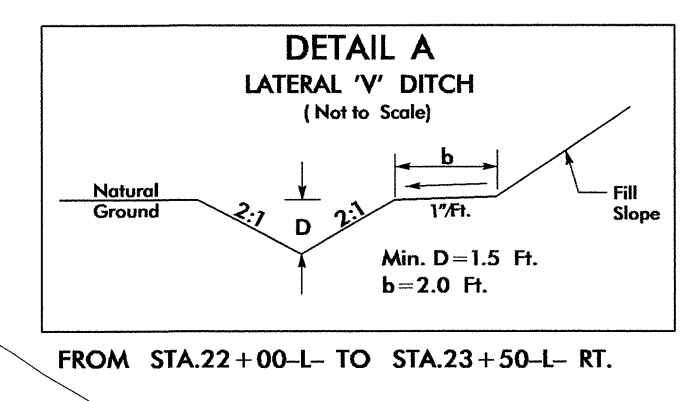 DETAIL A
LATERAL 'V' DITCH
(Not to Scale)
b
Natural
Ground
2:1
D
2:1
1"/Ft.
Fill
Slope
Min. D=1.5 Ft.
b=2.0 Ft.
FROM STA.22+00-L- TO STA.23+50-L- RT.